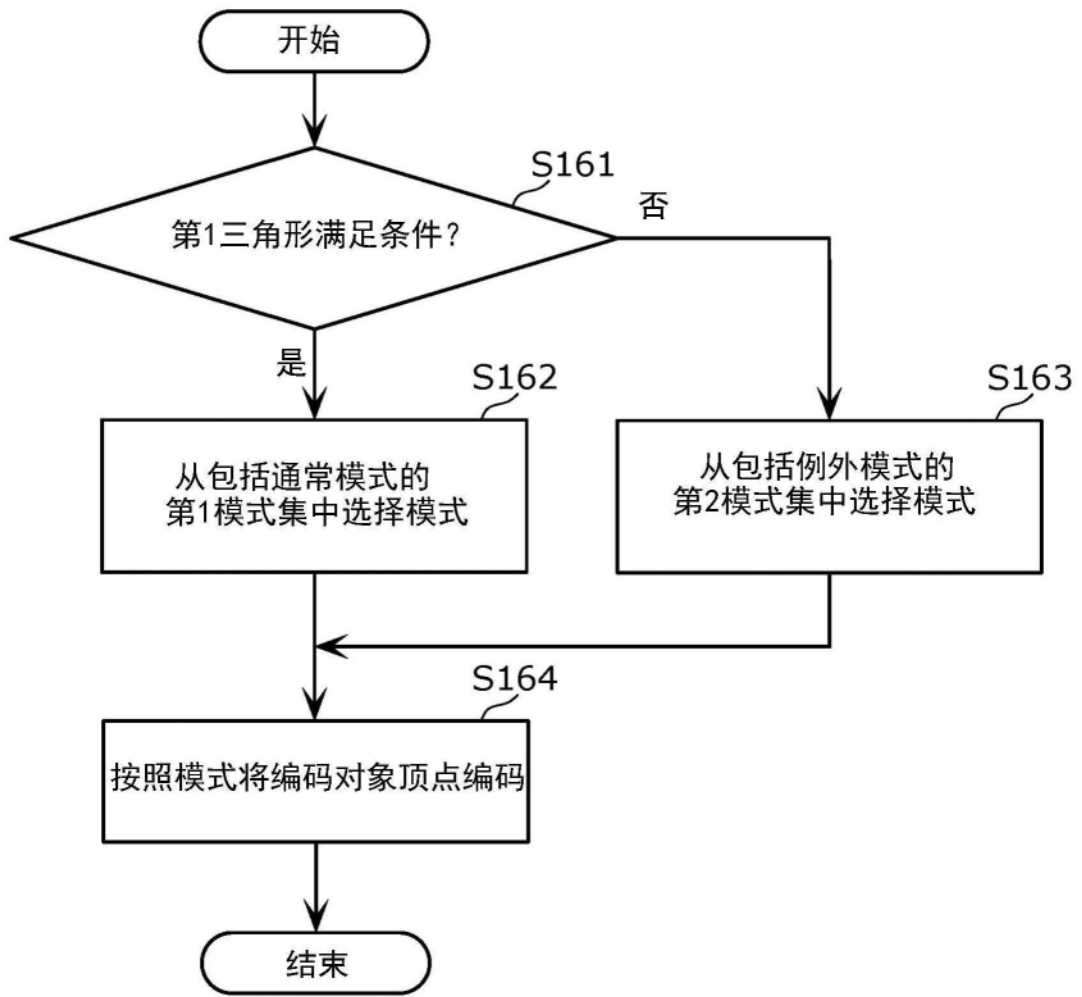 开始
S161
第1三角形满足条件?
否
是
S162
从包括通常模式的
第1模式集中选择模式
S163
从包括例外模式的
第2模式集中选择模式
S164
按照模式将编码对象顶点编码
结束